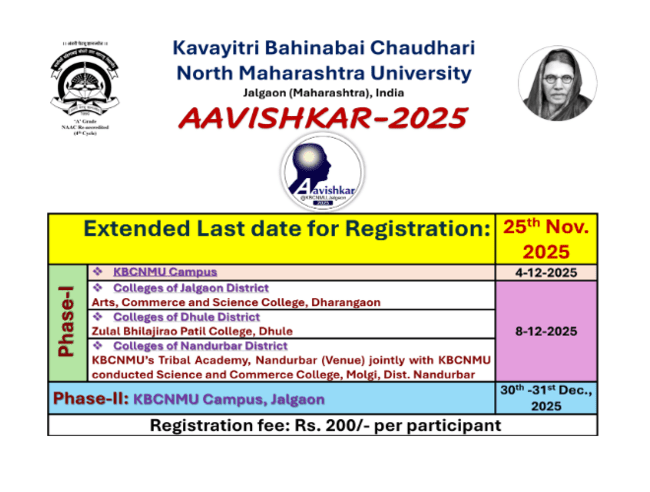 Kavayitri Bahinabai Chaudhari
North Maharashtra University
Jalgaon (Maharashtra), India
AAVISHKAR-2025
'A' Grade
NAAC Re-accredited
(4th Cycle)
Aavishkar
@KBCNMU, Jalgaon
2025
Extended Last date for Registration:
25th Nov.
2025
Phase-I
❖ KBCNMU Campus
4-12-2025
❖ Colleges of Jalgaon District
Arts, Commerce and Science College, Dharangaon
❖ Colleges of Dhule District
Zulal Bhilajirao Patil College, Dhule
❖ Colleges of Nandurbar District
KBCNMU's Tribal Academy, Nandurbar (Venue) jointly with KBCNMU
conducted Science and Commerce College, Molgi, Dist. Nandurbar
8-12-2025
Phase-II: KBCNMU Campus, Jalgaon
30th -31st Dec.,
2025
Registration fee: Rs. 200/- per participant